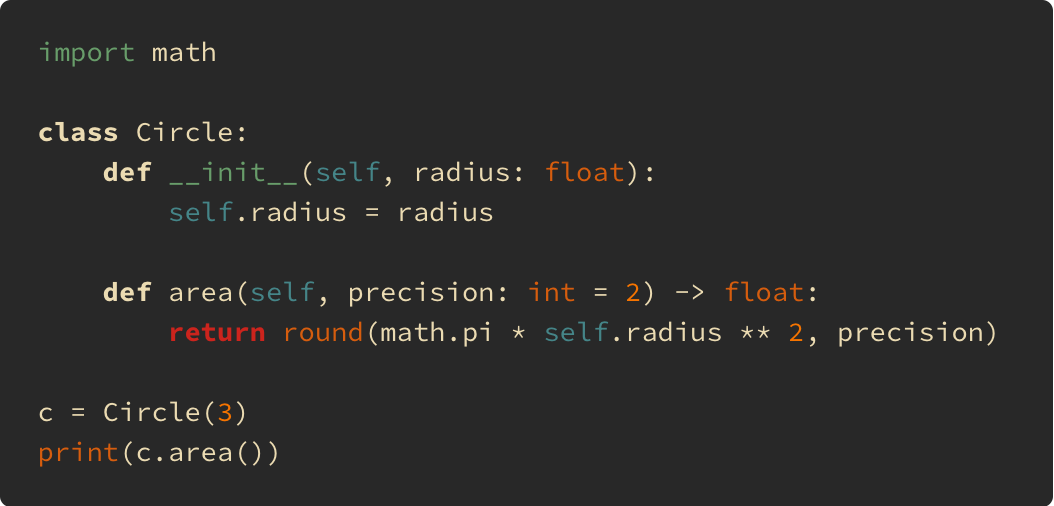 import math

class Circle:
    def __init__(self, radius: float):
        self.radius = radius

    def area(self, precision: int = 2) -> float:
        return round(math.pi * self.radius ** 2, precision)

c = Circle(3)
print(c.area())